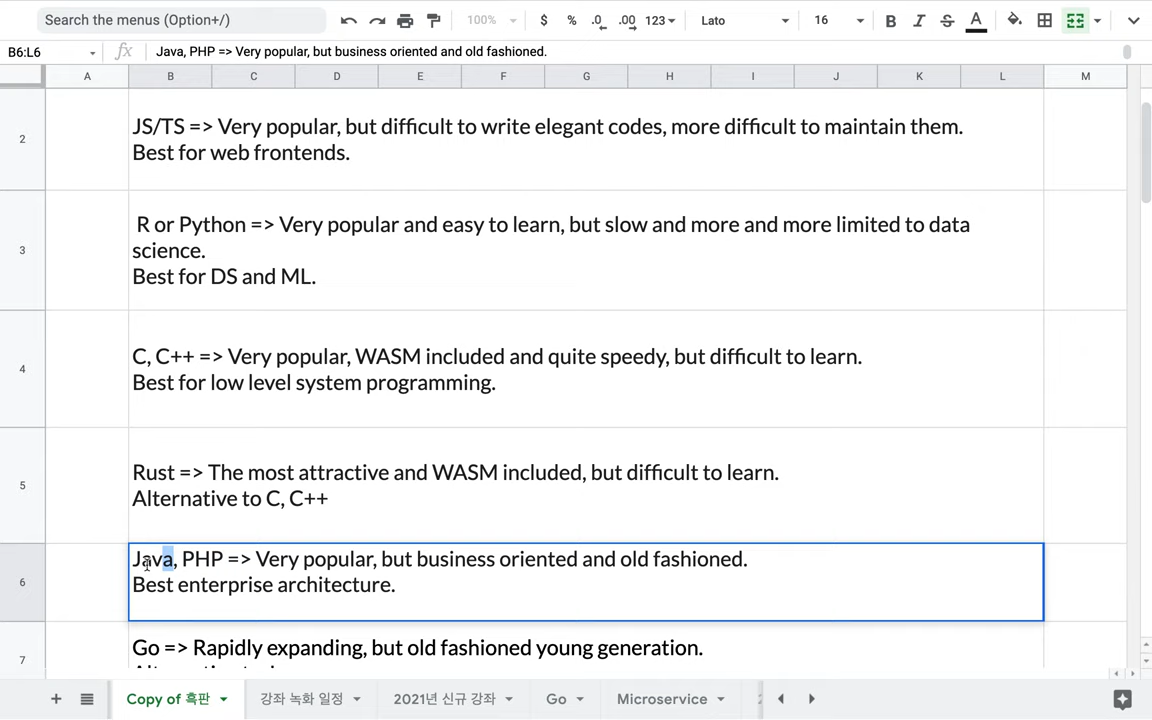 Search the menus (Option+/)
100%
$ % .0 .00 123
Lato
16
B I S A
B6:L6
fx
Java, PHP => Very popular, but business oriented and old fashioned.
A B C D E F G H I J K L M
2
JS/TS => Very popular, but difficult to write elegant codes, more difficult to maintain them.
Best for web frontends.
3
R or Python => Very popular and easy to learn, but slow and more and more limited to data
science.
Best for DS and ML.
4
C, C++ => Very popular, WASM included and quite speedy, but difficult to learn.
Best for low level system programming.
5
Rust => The most attractive and WASM included, but difficult to learn.
Alternative to C, C++
6
Java, PHP => Very popular, but business oriented and old fashioned.
Best enterprise architecture.
7
Go => Rapidly expanding, but old fashioned young generation.
Copy of 흑판
강좌 녹화 일정
2021년 신규 강좌
Go
Microservice